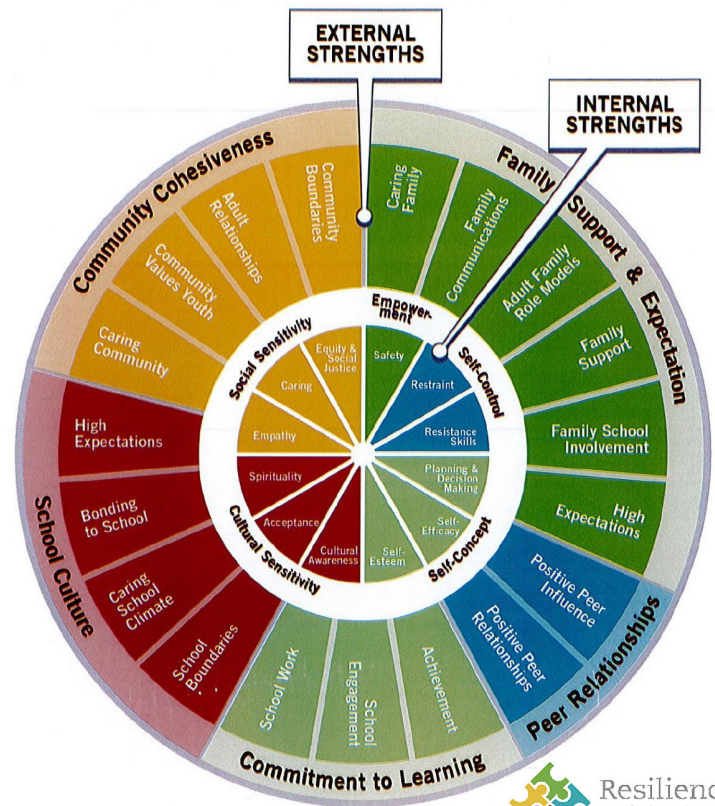 EXTERNAL
STRENGTHS
INTERNAL
STRENGTHS
Community Cohesiveness
Caring
Community
Community
Values Youth
Adult
Relationships
Community
Boundaries
Family Support & Expectation
Caring
Family
Family
Communications
Adult Family
Role Models
Family
Support
Family School
Involvement
High
Expectations
Peer Relationships
Positive Peer
Influence
Positive Peer
Relationships
Commitment to Learning
Achievement
School
Engagement
School Work
School Culture
School
Boundaries
Caring
School
Climate
Bonding
to School
High
Expectations
Empower-
ment
Safety
Self-Control
Restraint
Resistance
Skills
Self-Concept
Planning &
Decision
Making
Self-
Efficacy
Self-
Esteem
Cultural Sensitivity
Cultural
Awareness
Acceptance
Spirituality
Social Sensitivity
Empathy
Caring
Equity &
Social
Justice